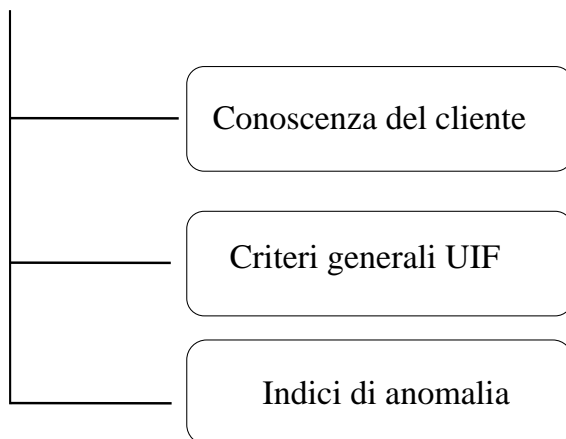 Conoscenza del cliente
Criteri generali UIF
Indici di anomalia